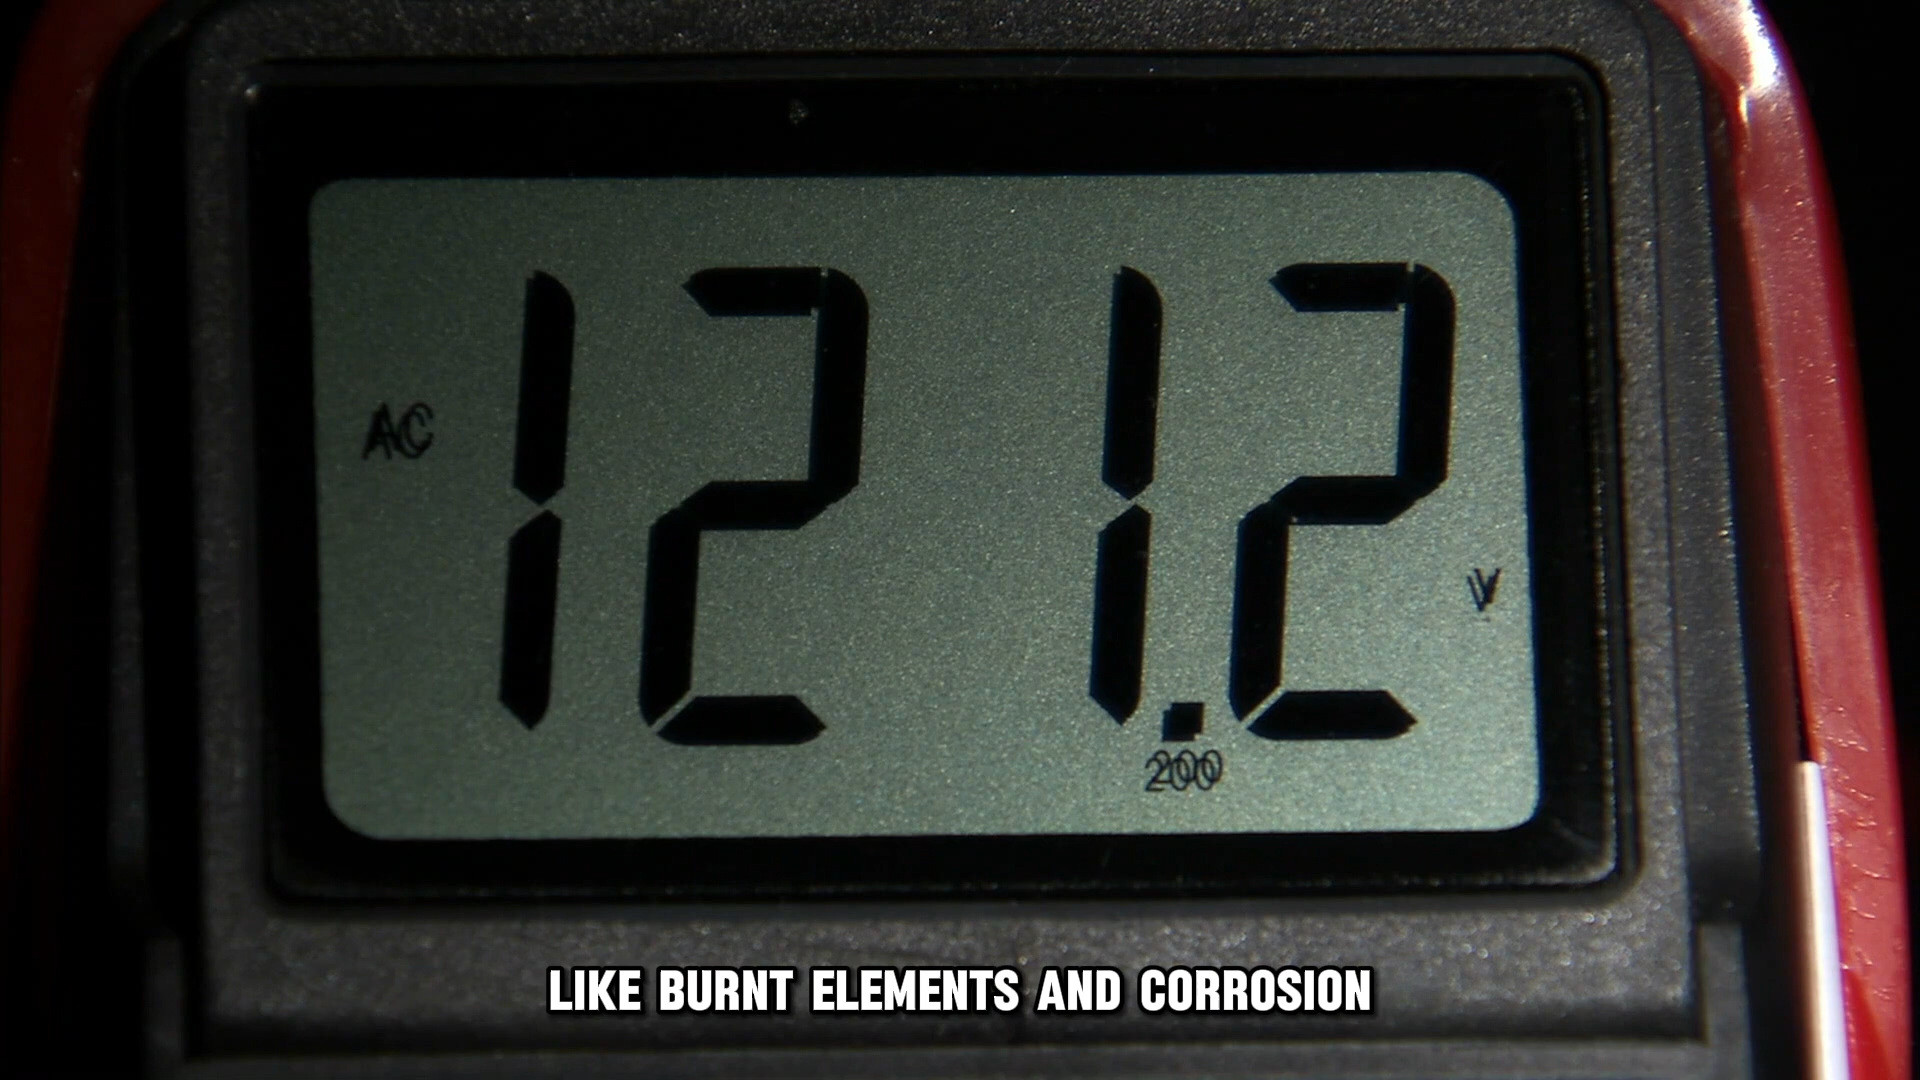 AC
121.2
V
200
LIKE BURNT ELEMENTS AND CORROSION